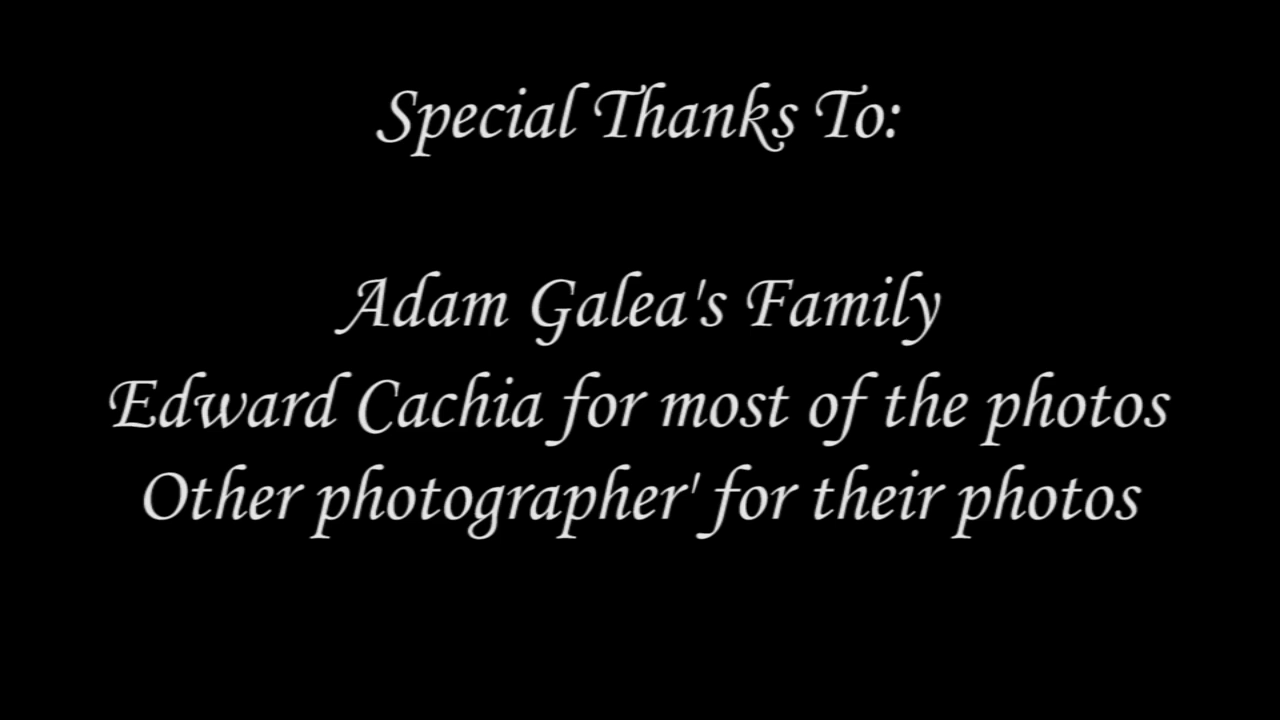 Special Thanks To:
Adam Galea's Family
Edward Cachia for most of the photos
Other photographer' for their photos